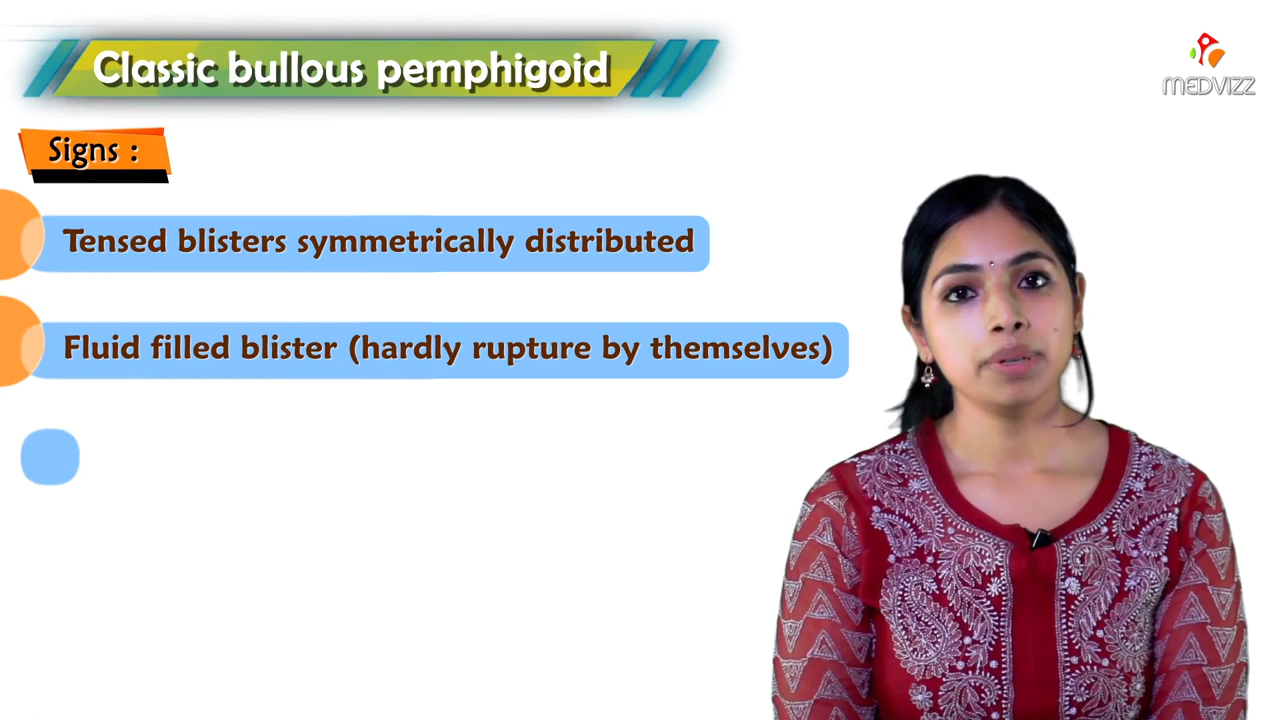 Classic bullous pemphigoid
MEDVIZZ
Signs :
Tensed blisters symmetrically distributed
Fluid filled blister (hardly rupture by themselves)